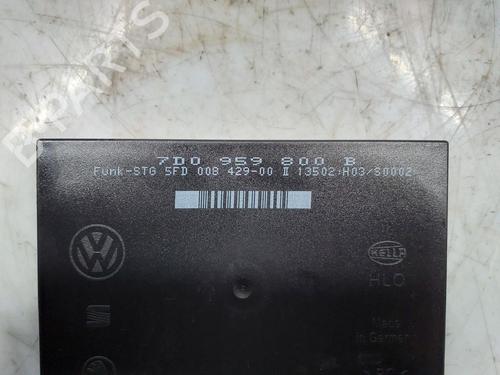 7D0 959 800 B
Funk-STG 5FD 008 429-00 II 13502 H03/S0002
HELLA
HLO
Made
in Germany
B-PARTS